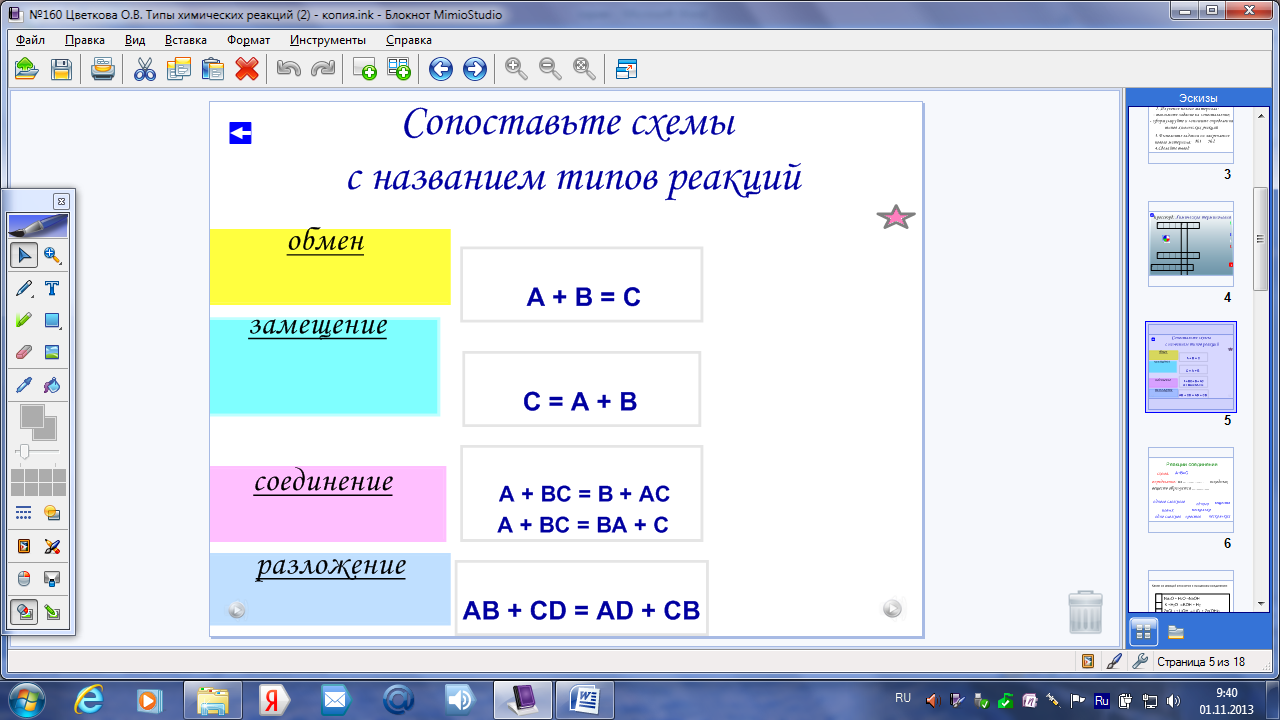 №160 Цветкова О.В. Типы химических реакций (2) - копия.ink - Блокнот MimioStudio
Файл Правка Вид Вставка Формат Инструменты Справка
Эскизы
Сопоставьте схемы
с названием типов реакций
обмен
A + B = C
замещение
C = A + B
соединение
A + BC = B + AC
A + BC = BA + C
разложение
AB + CD = AD + CB
3
4
5
6
Страница 5 из 18
RU
Ru
9:40
01.11.2013